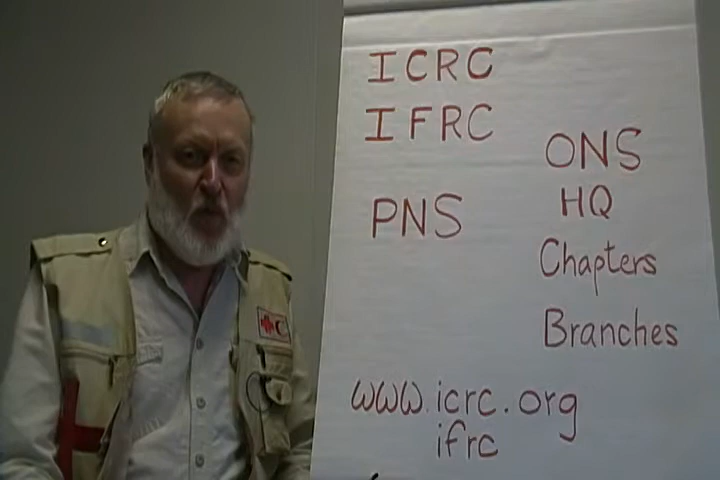 ICRC
IFRC
PNS
ONS
HQ
Chapters
Branches
www.icrc.org
ifrc